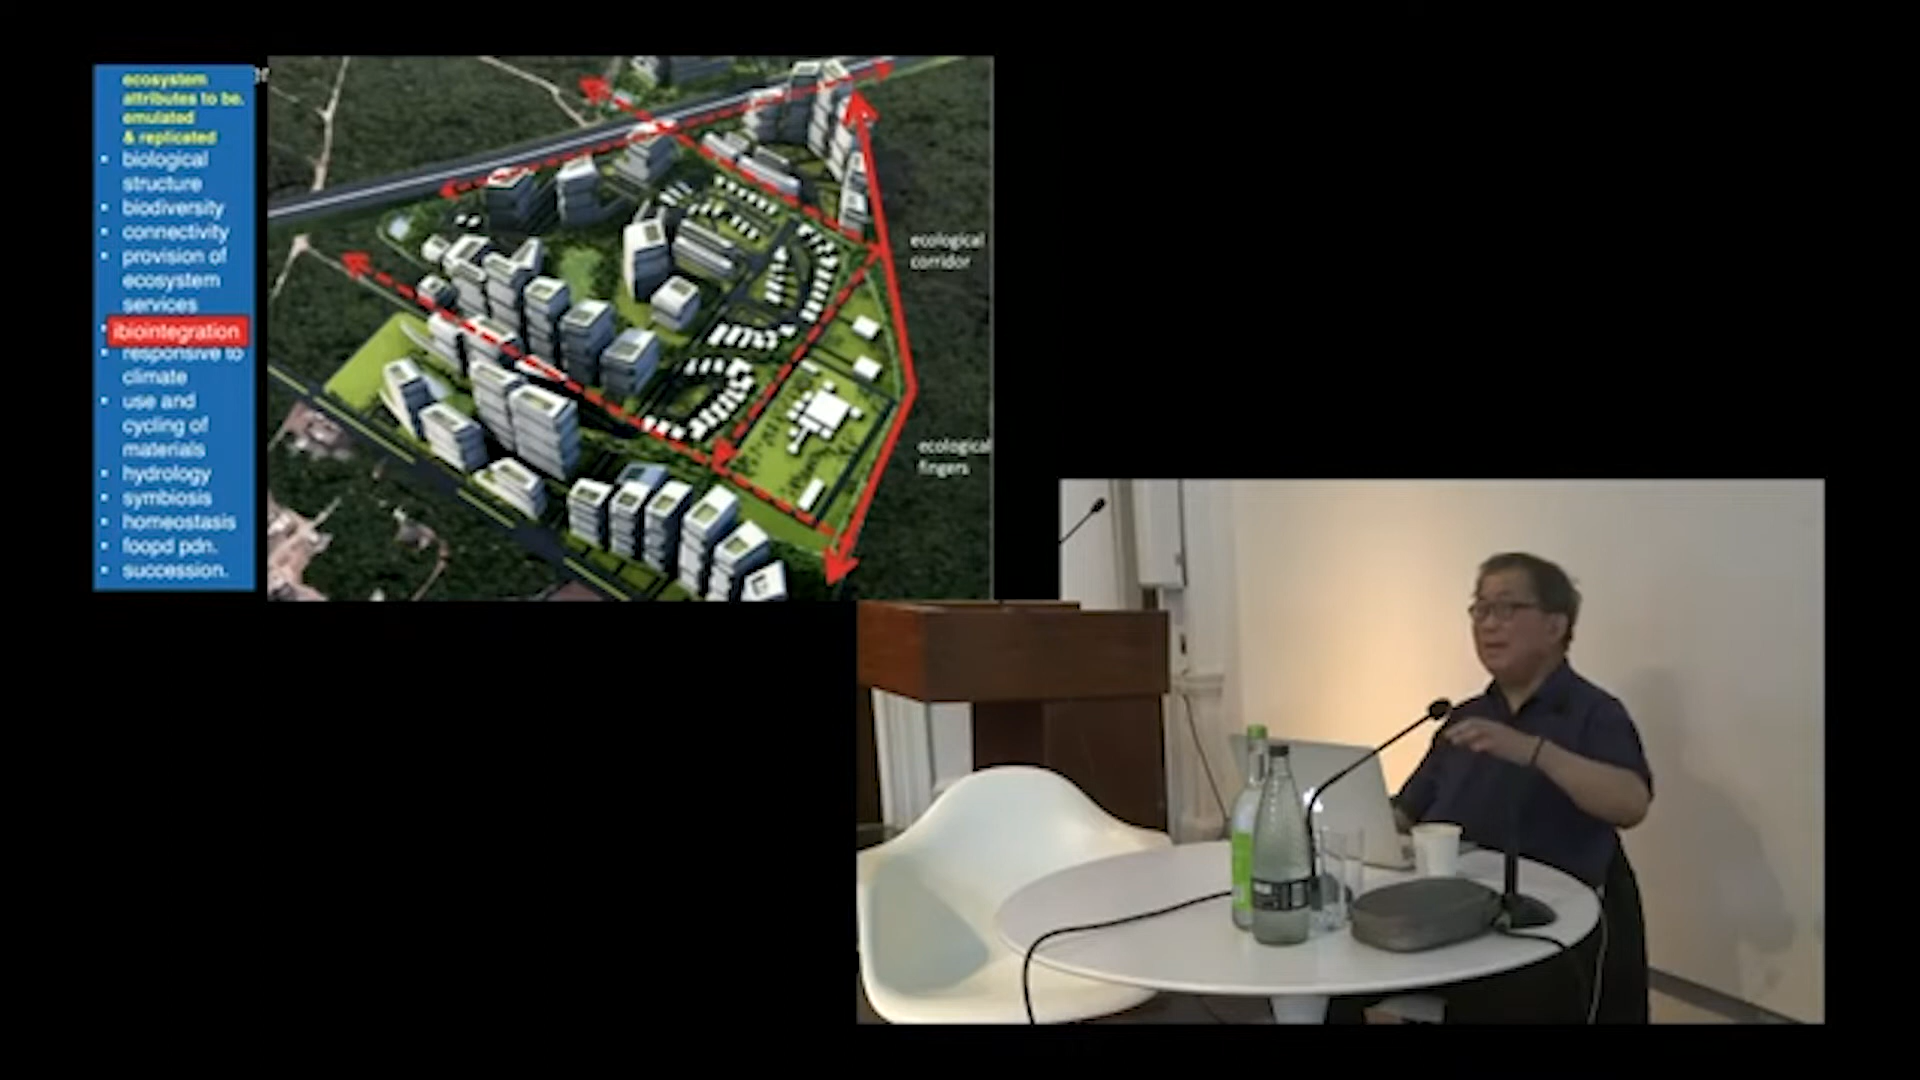 ecosystem
attributes to be.
emulated
& replicated
• biological
structure
• biodiversity
• connectivity
• provision of
ecosystem
services
• ibiointegration
• responsive to
climate
• use and
cycling of
materials
• hydrology
• symbiosis
• homeostasis
• foopd pdn.
• succession.
ecological
corridor
ecological
fingers